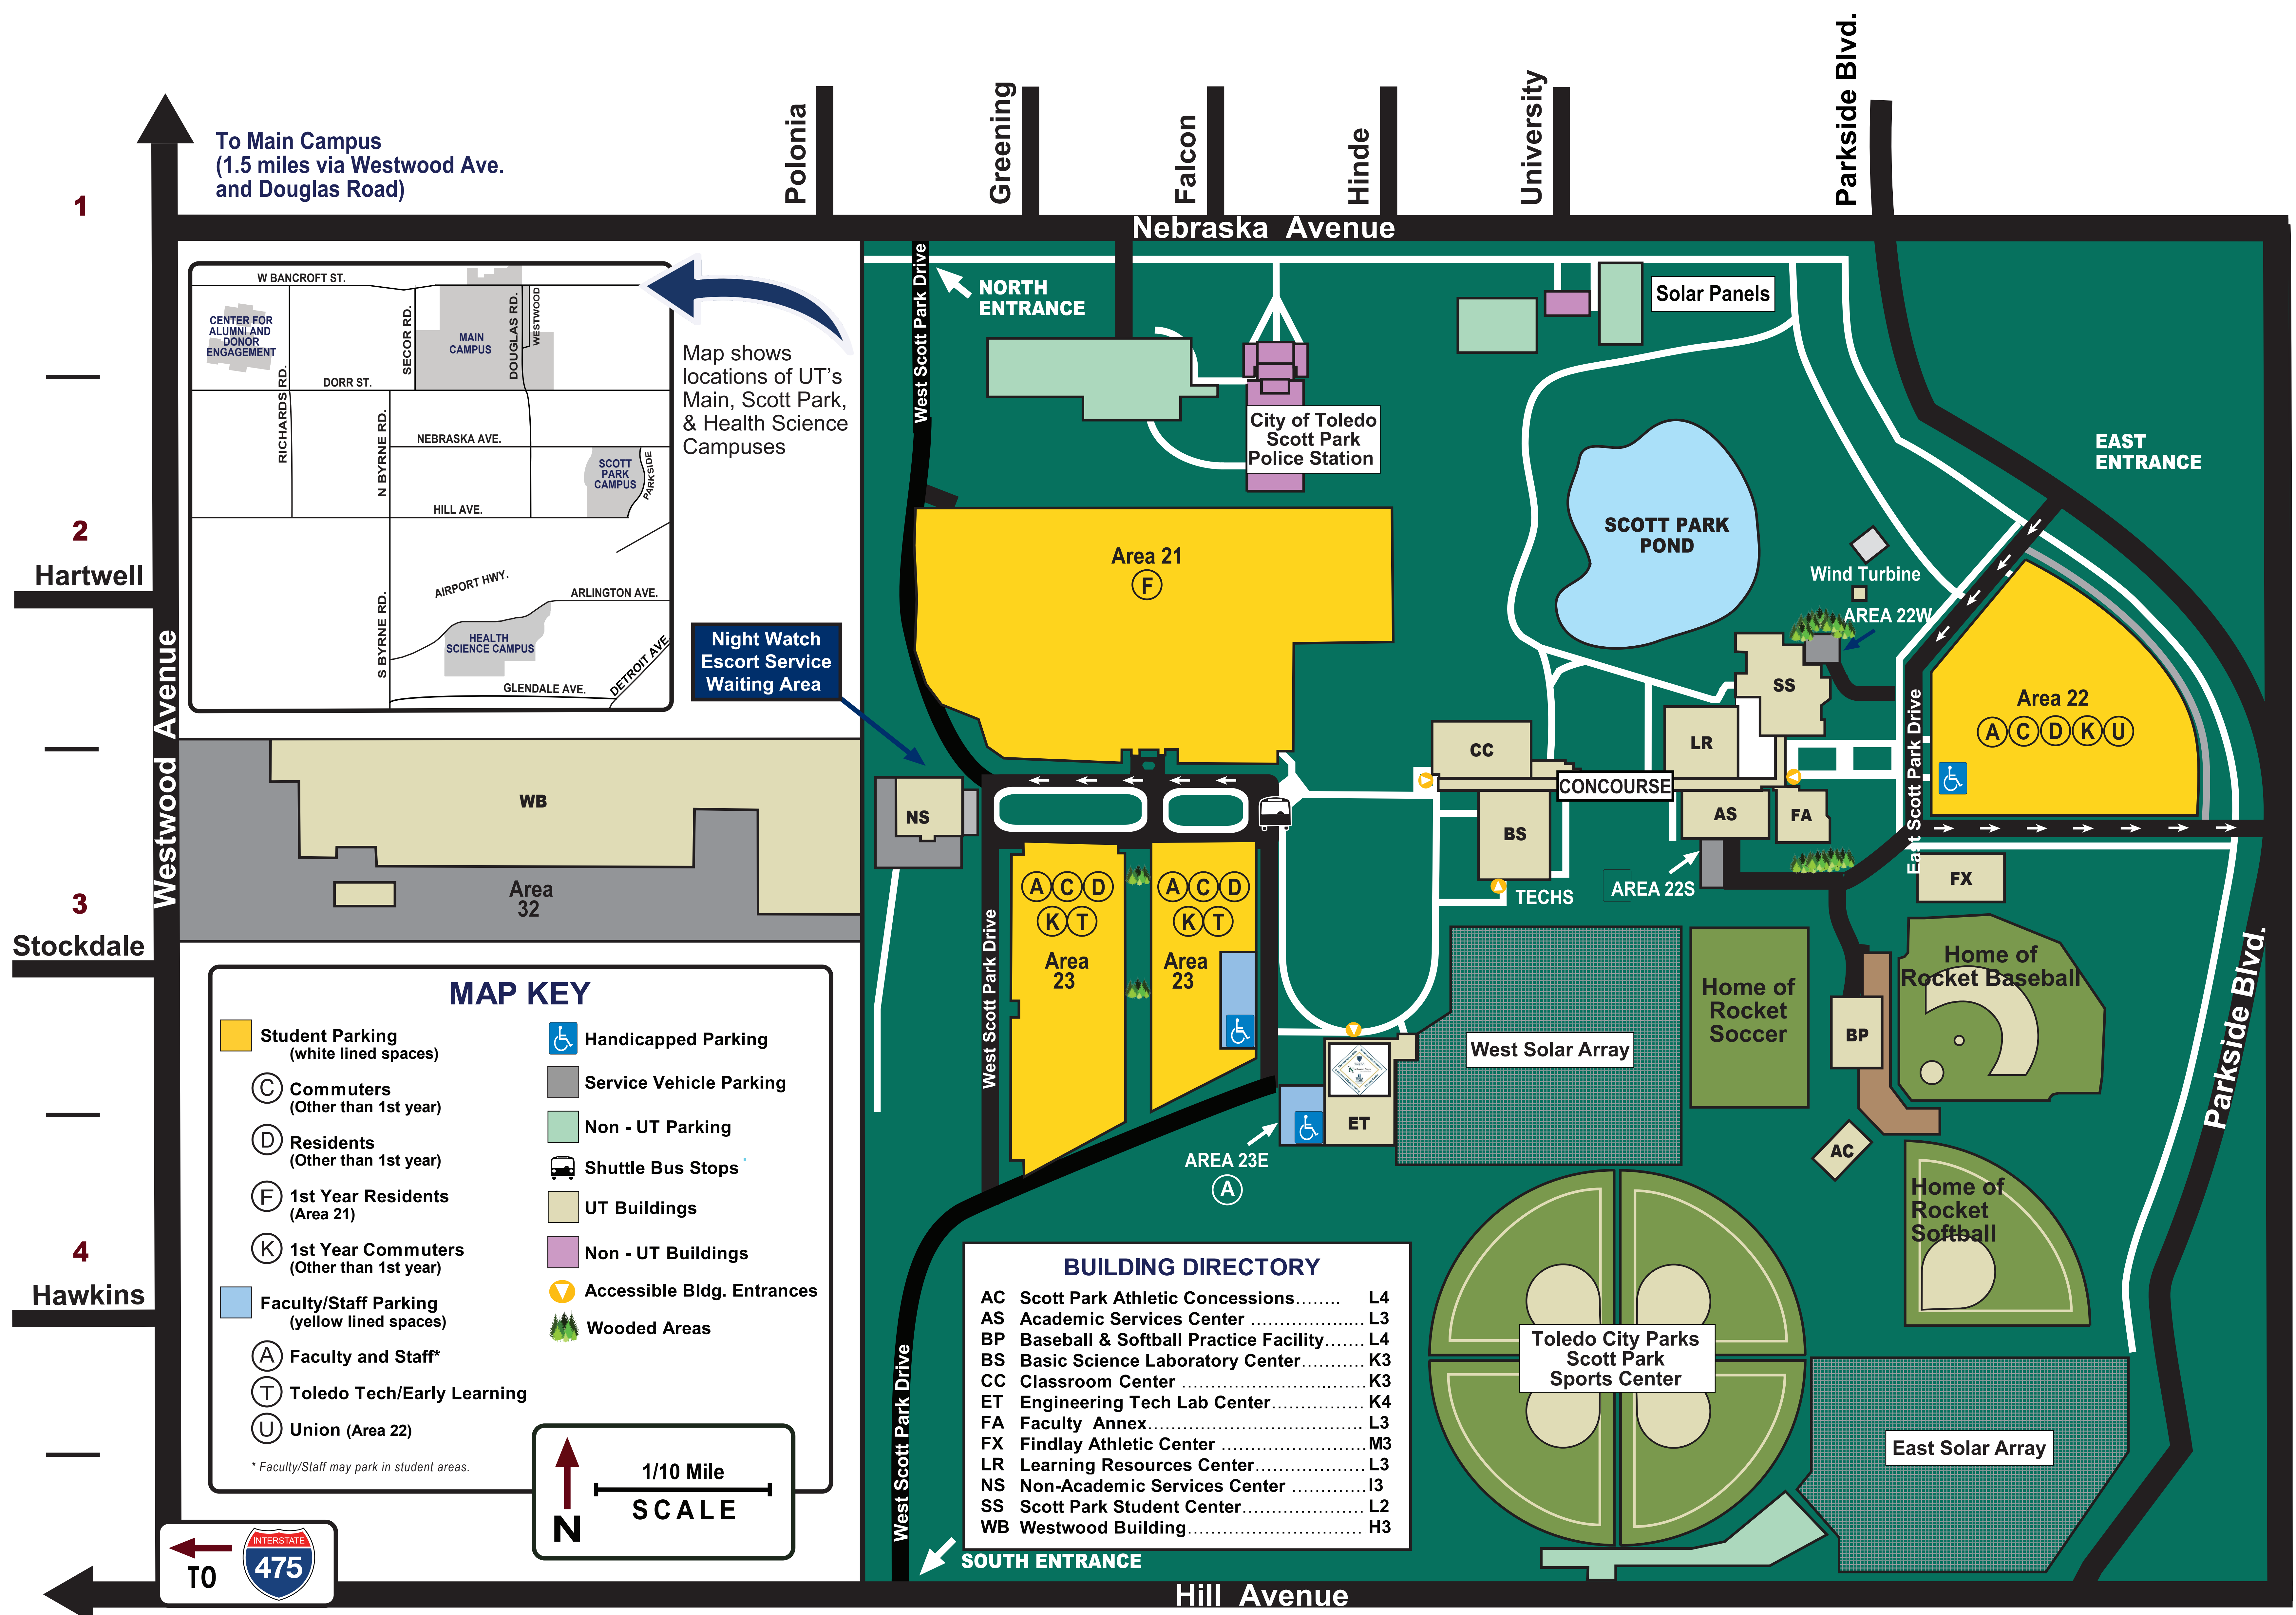 Polonia
Greening
Falcon
Hinde
University
Parkside Blvd.
To Main Campus
(1.5 miles via Westwood Ave.
and Douglas Road)
1
Nebraska Avenue
W BANCROFT ST.
CENTER FOR
ALUMNI AND
DONOR
ENGAGEMENT
SECOR RD.
MAIN
CAMPUS
DOUGLAS RD.
WESTWOOD
DORR ST.
RICHARDS RD.
N BYRNE RD.
NEBRASKA AVE.
SCOTT
PARK
CAMPUS
PARKSIDE
HILL AVE.
AIRPORT HWY.
ARLINGTON AVE.
S BYRNE RD.
HEALTH
SCIENCE CAMPUS
GLENDALE AVE.
DETROIT AVE
Map shows
locations of UT's
Main, Scott Park,
& Health Science
Campuses
West Scott Park Drive
NORTH
ENTRANCE
Solar Panels
City of Toledo
Scott Park
Police Station
EAST
ENTRANCE
2
Hartwell
Area 21
F
SCOTT PARK
POND
Wind Turbine
AREA 22W
Night Watch
Escort Service
Waiting Area
Westwood Avenue
SS
Area 22
A C D K U
East Scott Park Drive
CC
LR
CONCOURSE
WB
NS
BS
AS
FA
Area
32
A C D
K T
Area
23
A C D
K T
Area
23
TECHS
AREA 22S
FX
3
Stockdale
West Scott Park Drive
Home of
Rocket Baseball
Home of
Rocket
Soccer
West Solar Array
BP
Parkside Blvd.
ET
AC
AREA 23E
A
Home of
Rocket
Softball
4
Hawkins
MAP KEY
Student Parking
(white lined spaces)
C Commuters
(Other than 1st year)
D Residents
(Other than 1st year)
F 1st Year Residents
(Area 21)
K 1st Year Commuters
(Other than 1st year)
Faculty/Staff Parking
(yellow lined spaces)
A Faculty and Staff*
T Toledo Tech/Early Learning
U Union (Area 22)
* Faculty/Staff may park in student areas.
Handicapped Parking
Service Vehicle Parking
Non - UT Parking
Shuttle Bus Stops
UT Buildings
Non - UT Buildings
Accessible Bldg. Entrances
Wooded Areas
1/10 Mile
SCALE
N
INTERSTATE
475
TO
West Scott Park Drive
SOUTH ENTRANCE
BUILDING DIRECTORY
AC Scott Park Athletic Concessions........ L4
AS Academic Services Center .................... L3
BP Baseball & Softball Practice Facility....... L4
BS Basic Science Laboratory Center........... K3
CC Classroom Center ................................ K3
ET Engineering Tech Lab Center................ K4
FA Faculty Annex...................................... L3
FX Findlay Athletic Center ......................... M3
LR Learning Resources Center................... L3
NS Non-Academic Services Center ............. I3
SS Scott Park Student Center..................... L2
WB Westwood Building............................... H3
Toledo City Parks
Scott Park
Sports Center
East Solar Array
Hill Avenue